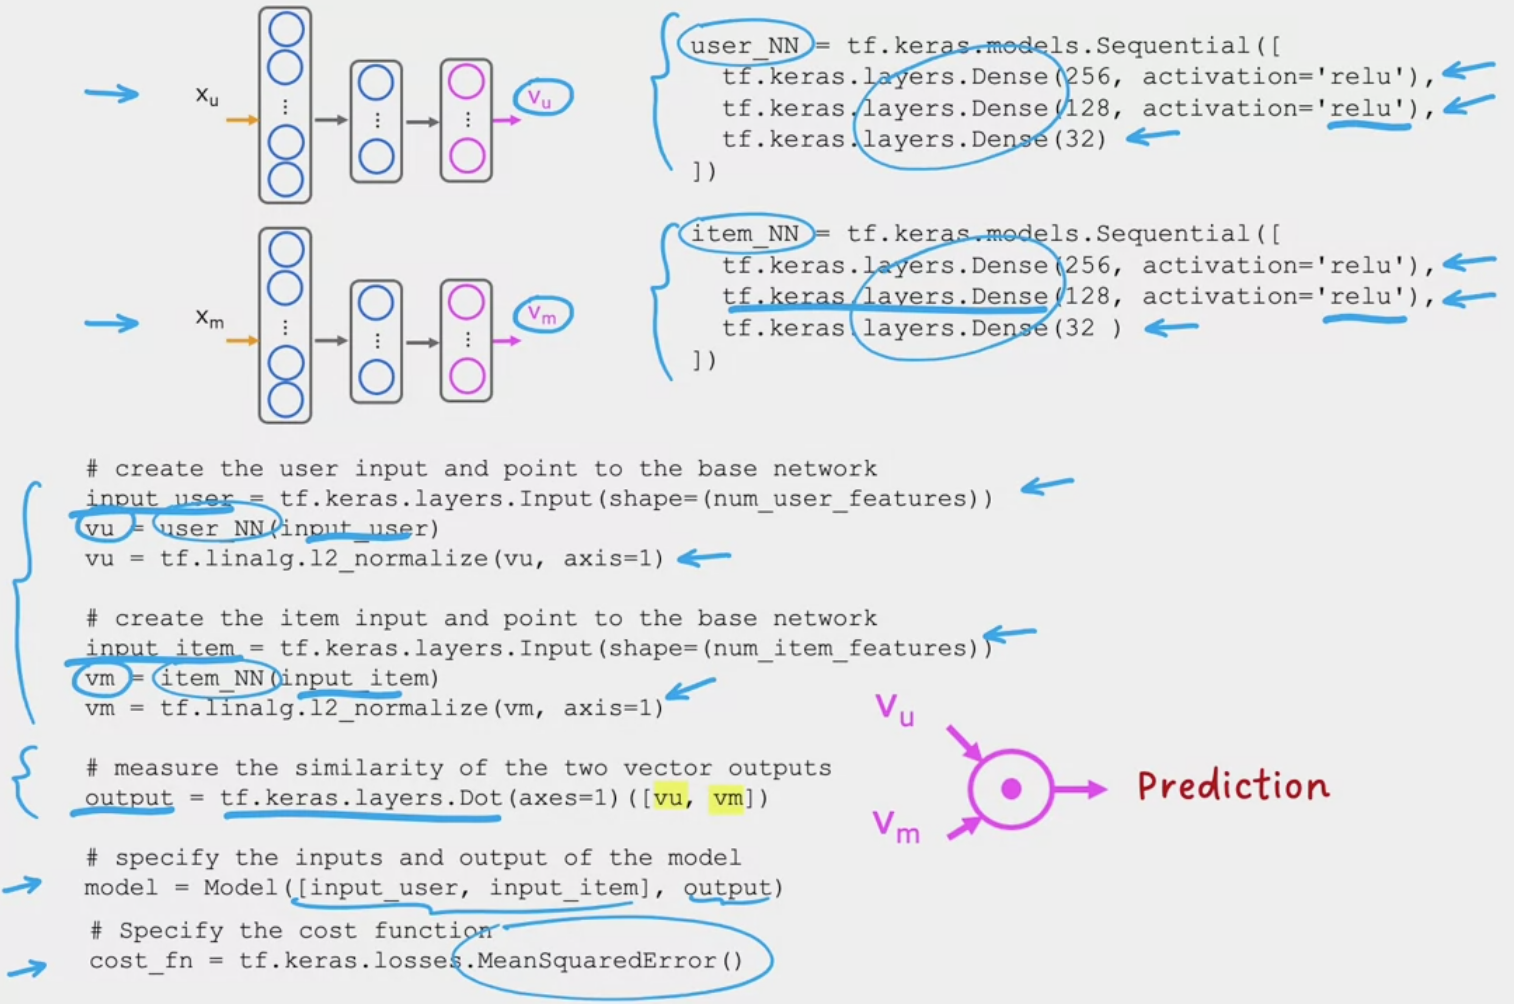 x_u
v_u
user_NN = tf.keras.models.Sequential([
tf.keras.layers.Dense(256, activation='relu'),
tf.keras.layers.Dense(128, activation='relu'),
tf.keras.layers.Dense(32)
])
x_m
v_m
item_NN = tf.keras.models.Sequential([
tf.keras.layers.Dense(256, activation='relu'),
tf.keras.layers.Dense(128, activation='relu'),
tf.keras.layers.Dense(32 )
])
# create the user input and point to the base network
input_user = tf.keras.layers.Input(shape=(num_user_features))
vu = user_NN(input_user)
vu = tf.linalg.l2_normalize(vu, axis=1)
# create the item input and point to the base network
input_item = tf.keras.layers.Input(shape=(num_item_features))
vm = item_NN(input_item)
vm = tf.linalg.l2_normalize(vm, axis=1)
# measure the similarity of the two vector outputs
output = tf.keras.layers.Dot(axes=1)([vu, vm])
# specify the inputs and output of the model
model = Model([input_user, input_item], output)
# Specify the cost function
cost_fn = tf.keras.losses.MeanSquaredError()
v_u
v_m
Prediction